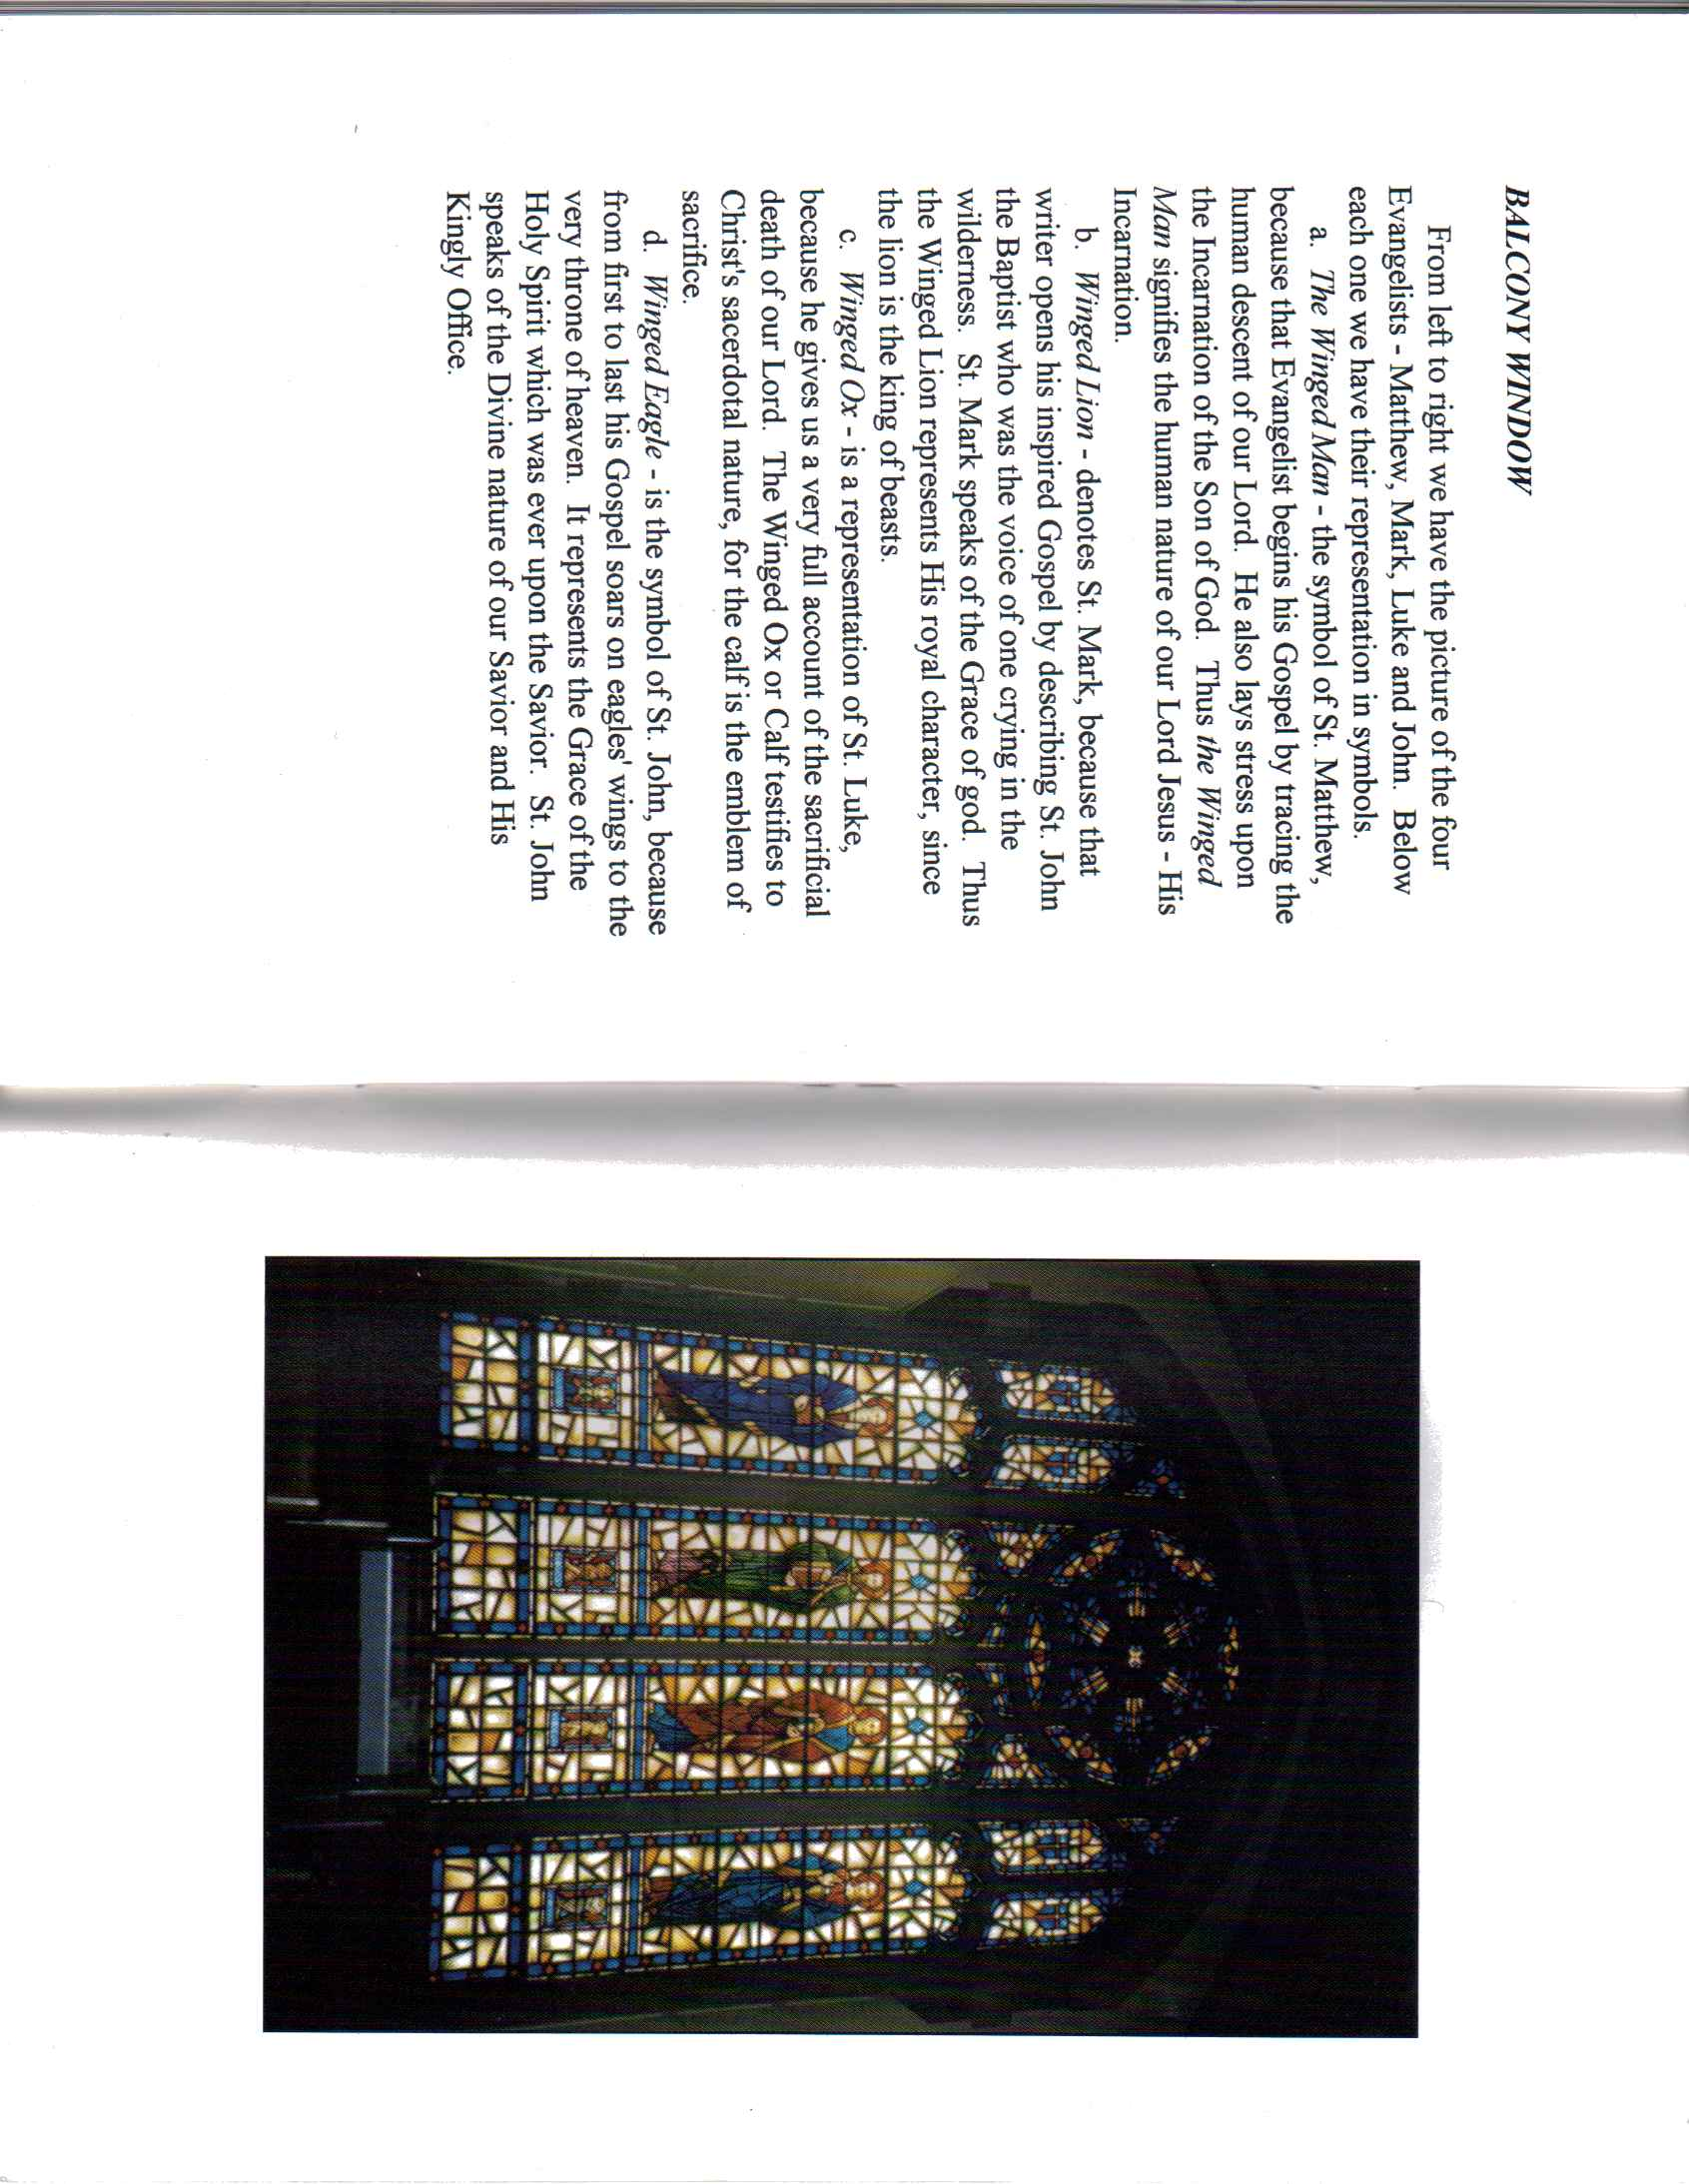 BALCONY WINDOW
From left to right we have the picture of the four
Evangelists - Matthew, Mark, Luke and John. Below
each one we have their representation in symbols.
a. The Winged Man - the symbol of St. Matthew,
because that Evangelist begins his Gospel by tracing the
human descent of our Lord. He also lays stress upon
the Incarnation of the Son of God. Thus the Winged
Man signifies the human nature of our Lord Jesus - His
Incarnation.
b. Winged Lion - denotes St. Mark, because that
writer opens his inspired Gospel by describing St. John
the Baptist who was the voice of one crying in the
wilderness. St. Mark speaks of the Grace of god. Thus
the Winged Lion represents His royal character, since
the lion is the king of beasts.
c. Winged Ox - is a representation of St. Luke,
because he gives us a very full account of the sacrificial
death of our Lord. The Winged Ox or Calf testifies to
Christ's sacerdotal nature, for the calf is the emblem of
sacrifice.
d. Winged Eagle - is the symbol of St. John, because
from first to last his Gospel soars on eagles' wings to the
very throne of heaven. It represents the Grace of the
Holy Spirit which was ever upon the Savior. St. John
speaks of the Divine nature of our Savior and His
Kingly Office.